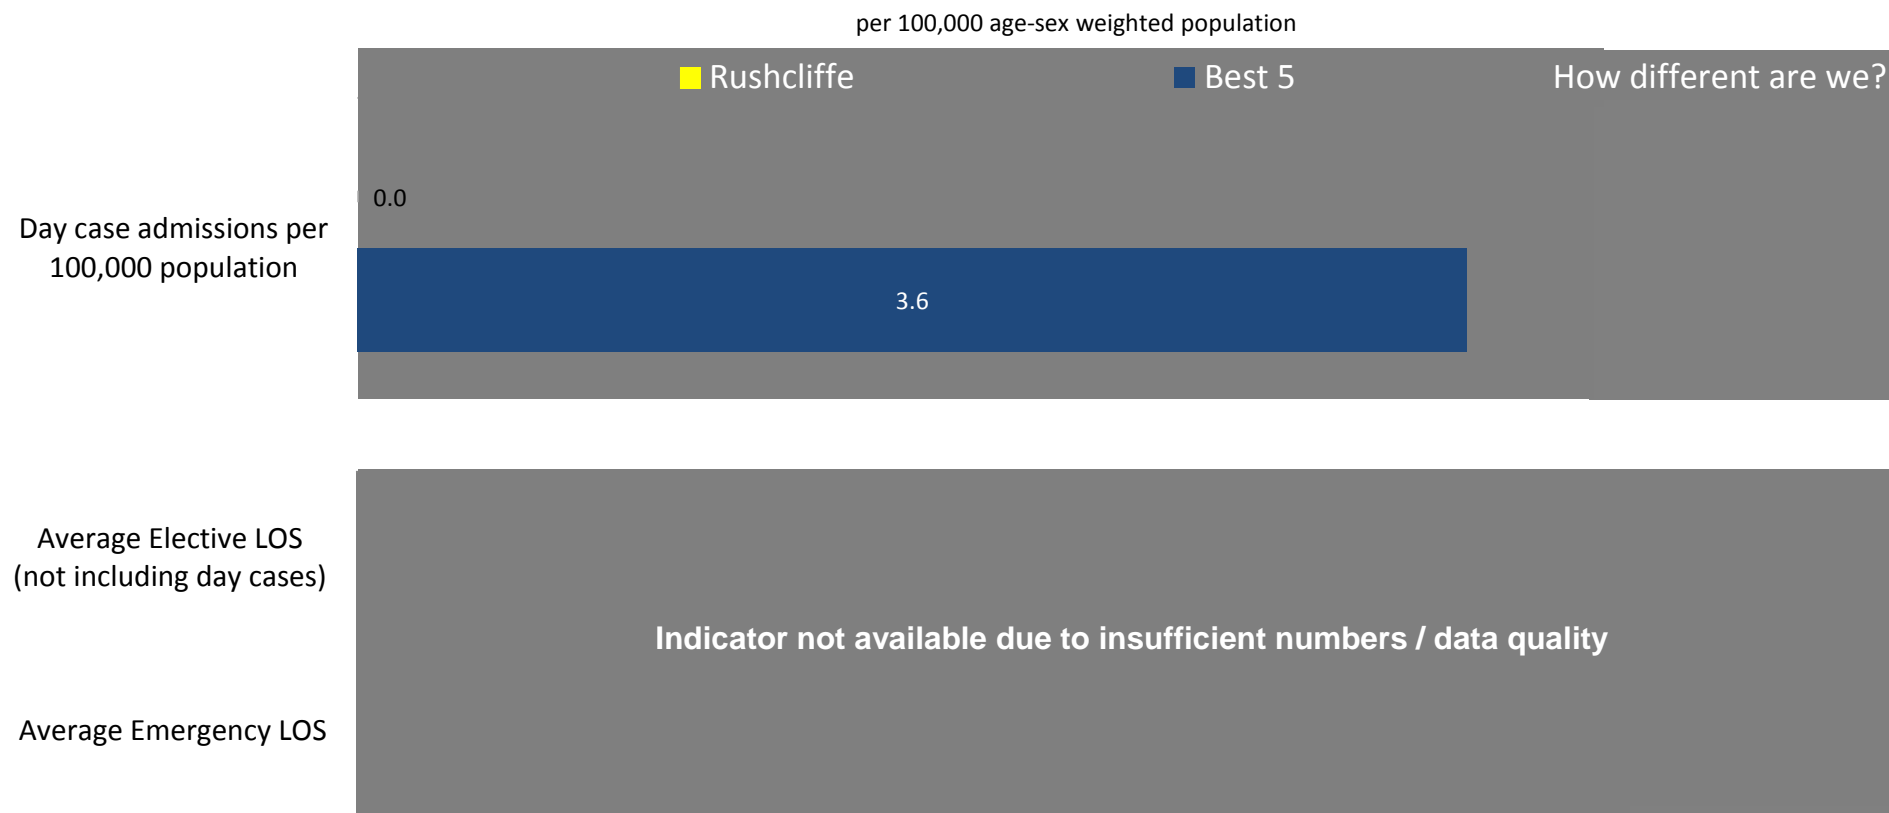 per 100,000 age-sex weighted population
Rushcliffe
Best 5
How different are we?
0.0
Day case admissions per
100,000 population
3.6
Average Elective LOS
(not including day cases)
Indicator not available due to insufficient numbers / data quality
Average Emergency LOS